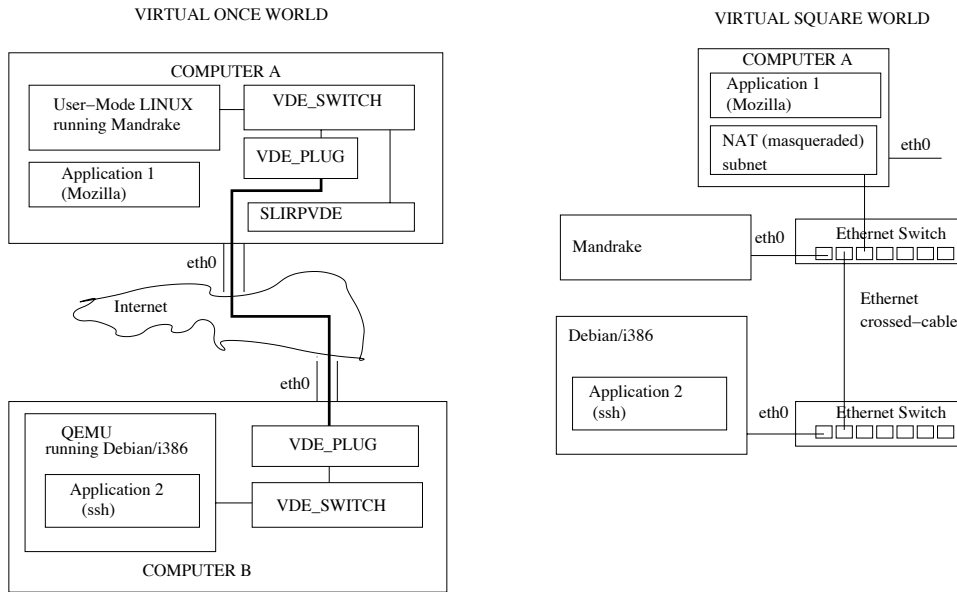 VIRTUAL ONCE WORLD
COMPUTER A
User−Mode LINUX
running Mandrake
VDE_SWITCH
VDE_PLUG
Application 1
(Mozilla)
SLIRPVDE
eth0
Internet
eth0
QEMU
running Debian/i386
VDE_PLUG
Application 2
(ssh)
VDE_SWITCH
COMPUTER B
VIRTUAL SQUARE WORLD
COMPUTER A
Application 1
(Mozilla)
NAT (masqueraded)
subnet
eth0
Mandrake
eth0
Ethernet Switch
Ethernet
crossed−cable
Debian/i386
Application 2
(ssh)
eth0
Ethernet Switch